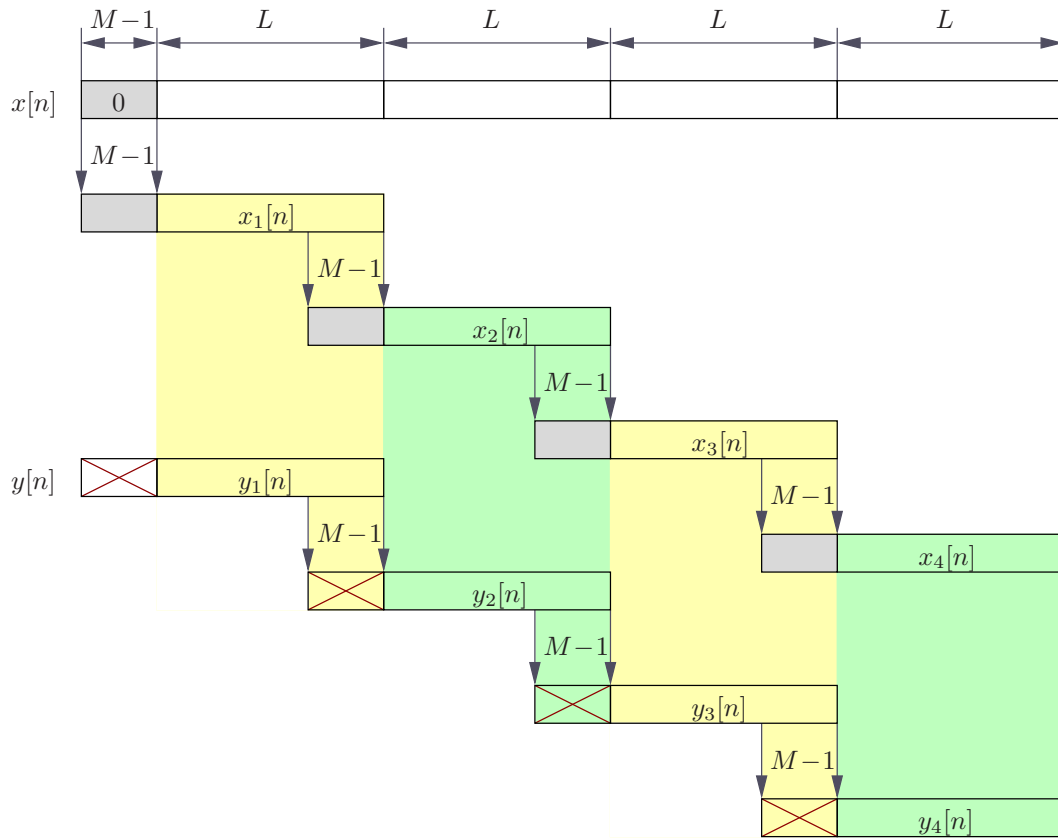 M−1 L L L L
x[n] 0
M−1
x₁[n]
M−1
x₂[n]
M−1
x₃[n]
y[n] y₁[n]
M−1
M−1
x₄[n]
y₂[n]
M−1
y₃[n]
M−1
y₄[n]